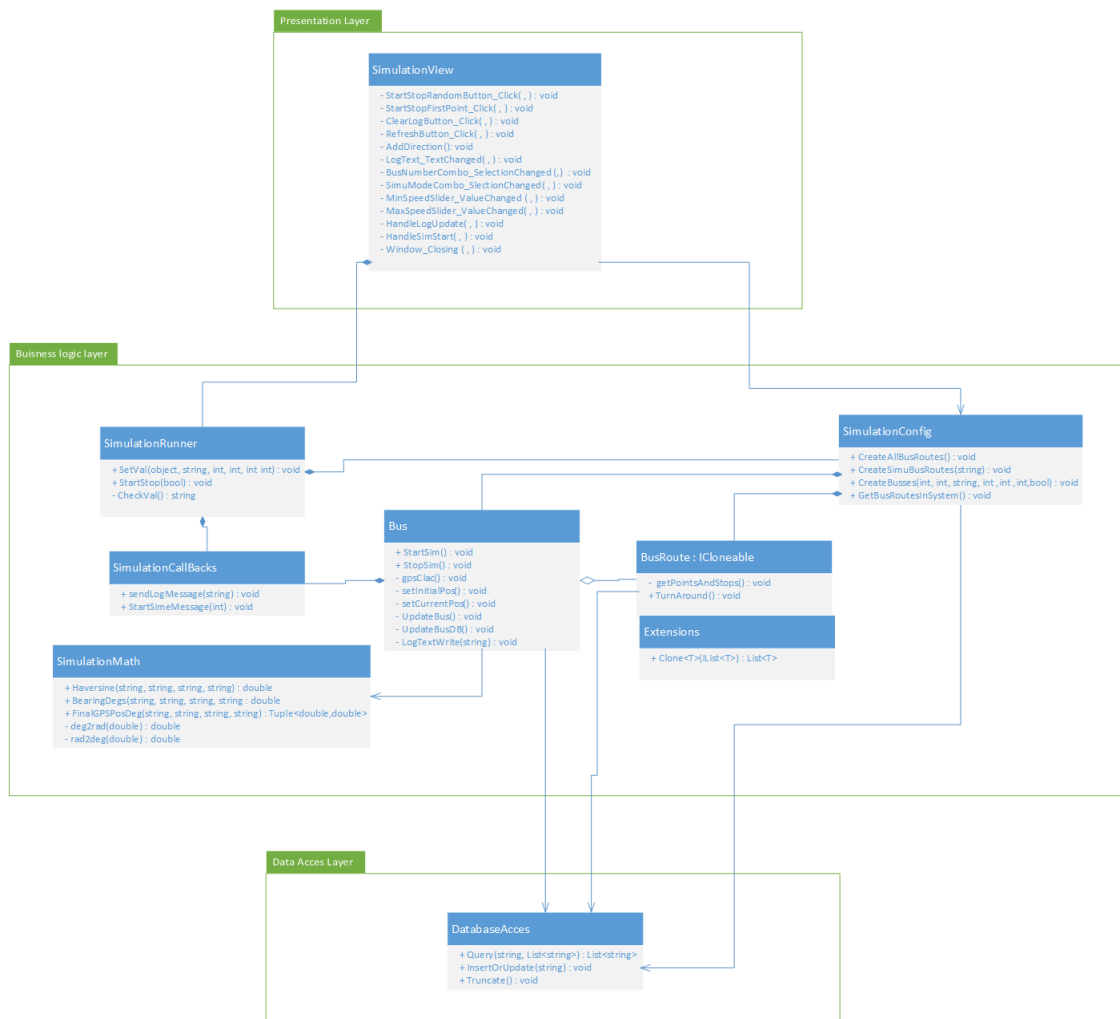 Presentation Layer
SimulationView
- StartStopRandomButton_Click( , ) : void
- StartStopFirstPoint_Click( , ) : void
- ClearLogButton_Click( , ) : void
- RefreshButton_Click( , ) : void
- AddDirection(): void
- LogText_TextChanged( , ) : void
- BusNumberCombo_SelectionChanged (,) : void
- SimuModeCombo_SlectionChanged( , ) : void
- MinSpeedSlider_ValueChanged ( , ) : void
- MaxSpeedSlider_ValueChanged( , ) : void
- HandleLogUpdate( , ) : void
- HandleSimStart( , ) : void
- Window_Closing ( , ) : void
Buisness logic layer
SimulationRunner
+ SetVal(object, string, int, int, int int) : void
+ StartStop(bool) : void
- CheckVal() : string
SimulationConfig
+ CreateAllBusRoutes() : void
+ CreateSimuBusRoutes(string) : void
+ CreateBusses(int, int, string, int ,int ,int,bool) : void
+ GetBusRoutesInSystem() : void
SimulationCallBacks
+ sendLogMessage(string) : void
+ StartSimeMessage(int) : void
Bus
+ StartSim() : void
+ StopSim() : void
- gpsClac() : void
- setInitialPos() : void
- setCurrentPos() : void
- UpdateBus() : void
- UpdateBusDB() : void
- LogTextWrite(string) : void
BusRoute : ICloneable
- getPointsAndStops() : void
+ TurnAround() : void
Extensions
+ Clone<T>(IList<T>) : List<T>
SimulationMath
+ Haversine(string, string, string, string) : double
+ BearingDegs(string, string, string, string : double
+ FinalGPSPosDeg(string, string, string, string) : Tuple<double,double>
- deg2rad(double) : double
- rad2deg(double) : double
Data Acces Layer
DatabaseAcces
+ Query(string, List<string>) : List<string>
+ InsertOrUpdate(string) : void
+ Truncate() : void